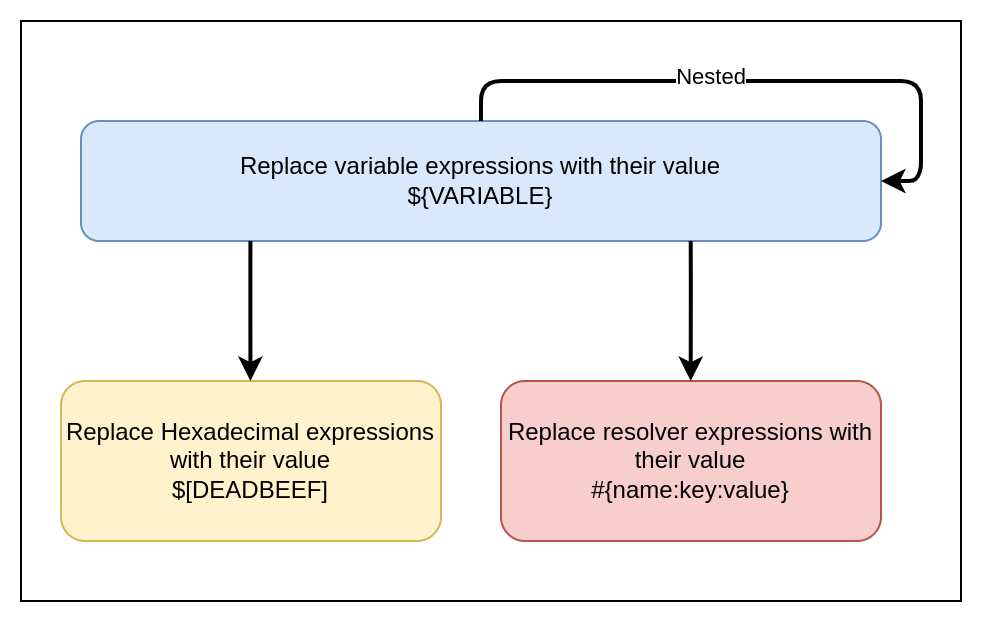 Nested
Replace variable expressions with their value
${VARIABLE}
Replace Hexadecimal expressions
with their value
$[DEADBEEF]
Replace resolver expressions with
their value
#{name:key:value}